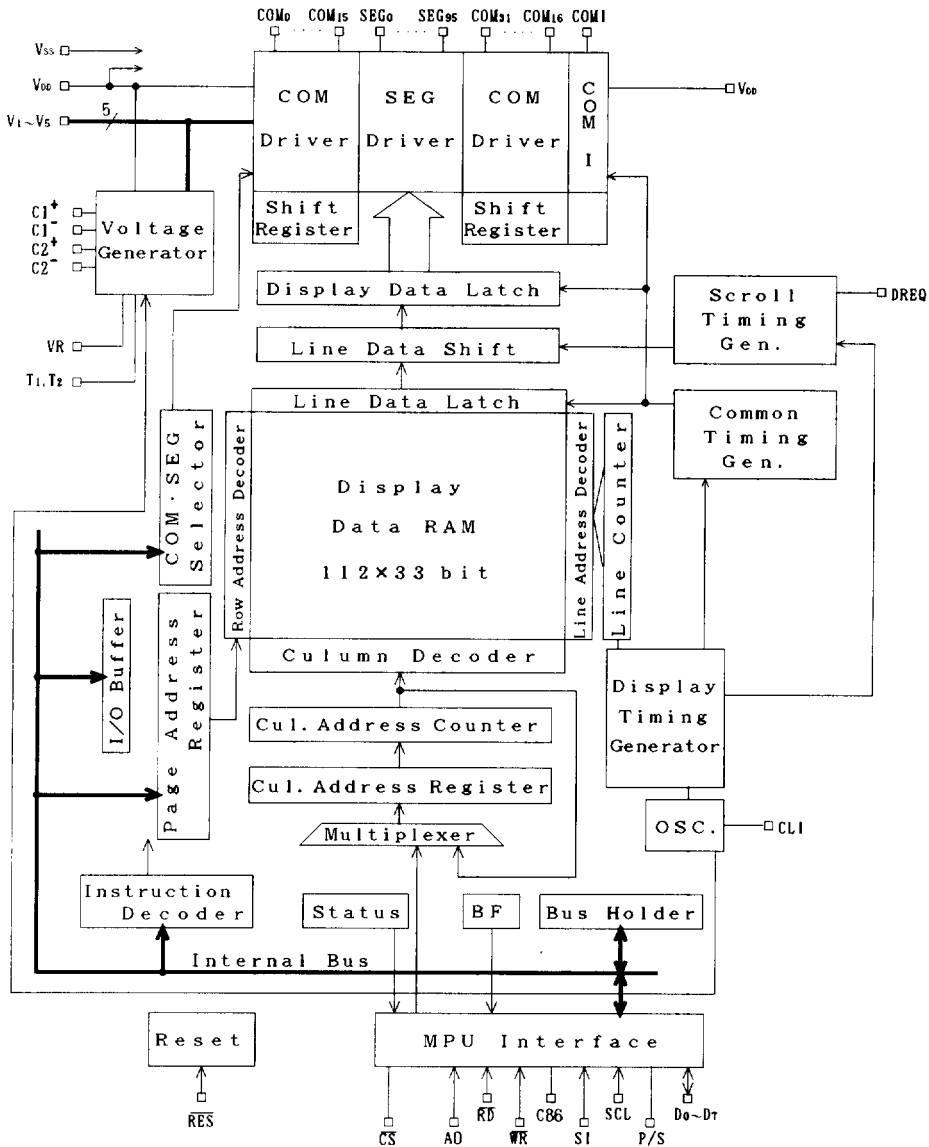 COM0 COM15 SEG0 SEG95 COM31 COM16 COMI
VSS
VDD
V1~V5
5
VDD
COM Driver
SEG Driver
COM Driver
COM I
Shift Register
Shift Register
C1+
C1-
C2+
C2-
Voltage Generator
VR
T1,T2
Display Data Latch
Line Data Shift
Line Data Latch
Scroll Timing Gen.
DREQ
Common Timing Gen.
COM·SEG Selector
Row Address Decoder
Display
Data RAM
112×33 bit
Line Address Decoder
Line Counter
I/O Buffer
Page Address Register
Culumn Decoder
Cul. Address Counter
Cul. Address Register
Multiplexer
Display Timing Generator
OSC.
CL1
Instruction Decoder
Status
BF
Bus Holder
Internal Bus
Reset
MPU Interface
RES
CS
A0
RD
WR
C86
SI
SCL
P/S
D0~D7